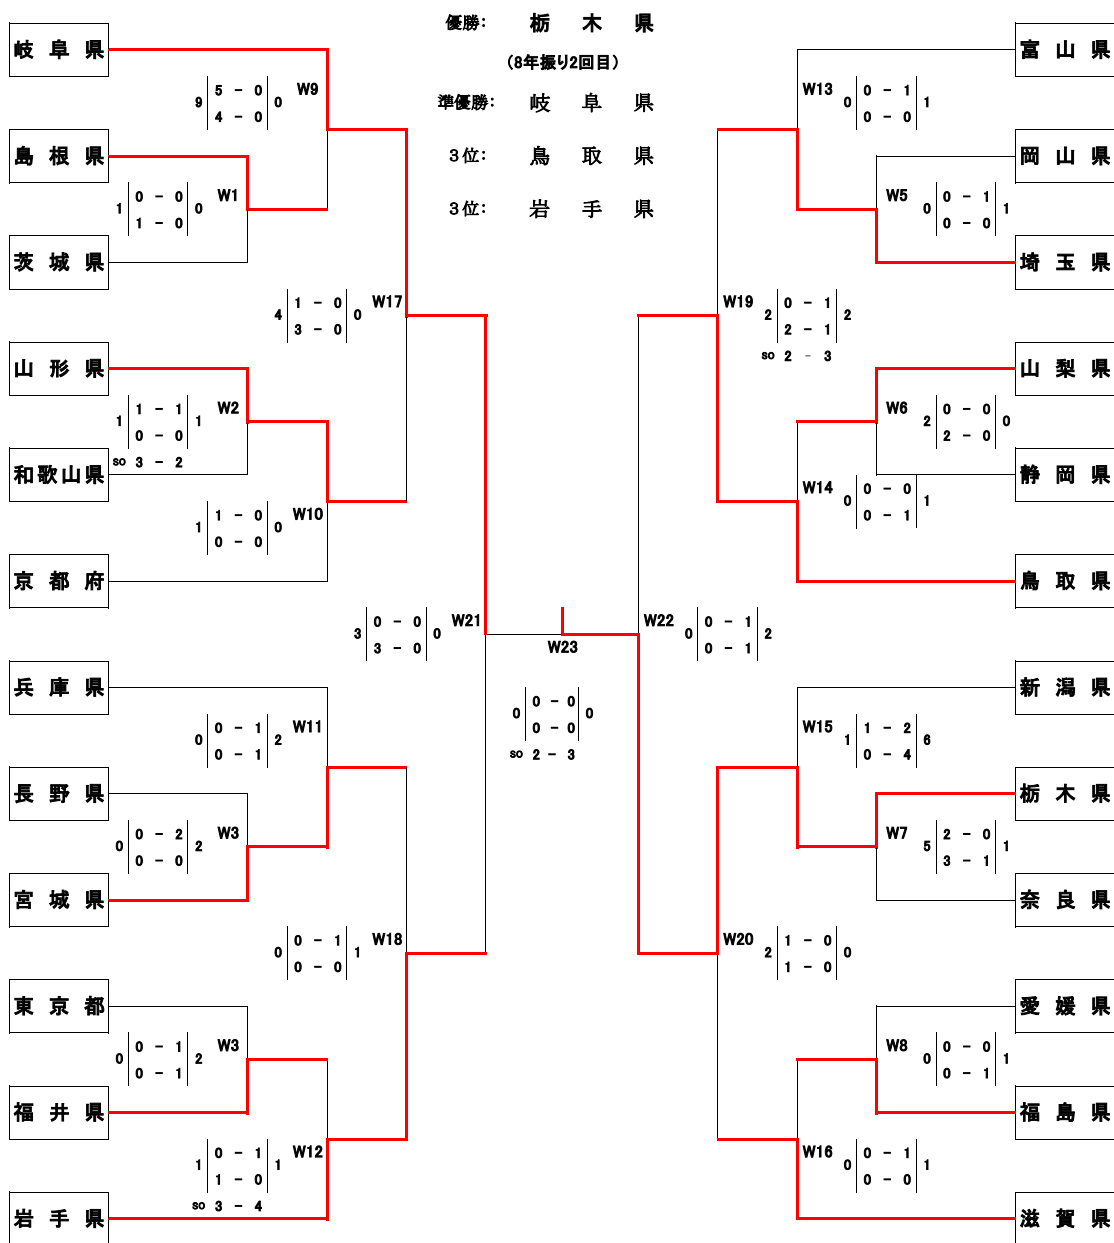 優勝: 栃木県
(8年振り2回目)
準優勝: 岐阜県
3位: 鳥取県
3位: 岩手県
岐阜県
W9
9 5 - 0 0
4 - 0
島根県
W1
1 0 - 0 0
1 - 0
茨城県
W17
4 1 - 0 0
3 - 0
山形県
W2
1 1 - 1 1
0 - 0
so 3 - 2
和歌山県
W10
1 1 - 0 0
0 - 0
京都府
W21
3 0 - 0 0
3 - 0
兵庫県
W11
0 0 - 1 2
0 - 1
長野県
W3
0 0 - 2 2
0 - 0
宮城県
W18
0 0 - 1 1
0 - 0
東京都
W3
0 0 - 1 2
0 - 1
福井県
W12
1 0 - 1 1
1 - 0
so 3 - 4
岩手県
W23
0 0 - 0 0
0 - 0
so 2 - 3
富山県
W13
0 0 - 1 1
0 - 0
岡山県
W5
0 0 - 1 1
0 - 0
埼玉県
W19
2 0 - 1 2
2 - 1
so 2 - 3
山梨県
W6
2 0 - 0 0
2 - 0
静岡県
W14
0 0 - 0 1
0 - 1
鳥取県
W22
0 0 - 1 2
0 - 1
新潟県
W15
1 1 - 2 6
0 - 4
栃木県
W7
5 2 - 0 1
3 - 1
奈良県
W20
2 1 - 0 0
1 - 0
愛媛県
W8
0 0 - 0 1
0 - 1
福島県
W16
0 0 - 1 1
0 - 0
滋賀県